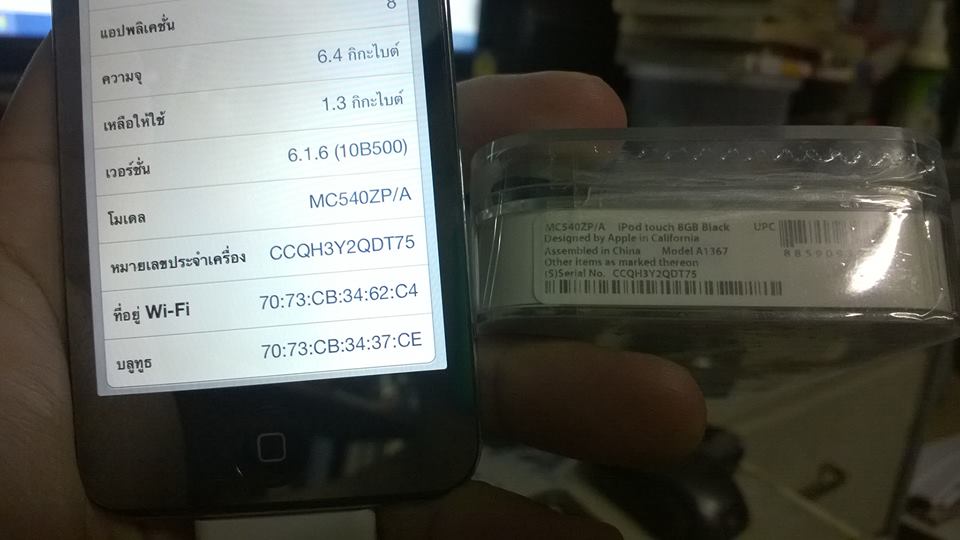 แอปพลิเคชั่น 8
ความจุ 6.4 กิกะไบต์
เหลือให้ใช้ 1.3 กิกะไบต์
เวอร์ชั่น 6.1.6 (10B500)
โมเดล MC540ZP/A
หมายเลขประจำเครื่อง CCQH3Y2QDT75
ที่อยู่ Wi-Fi 70:73:CB:34:62:C4
บลูทูธ 70:73:CB:34:37:CE
MC540ZP/A iPod touch 8GB Black UPC
Designed by Apple in California
Assembled in China Model A1367
Other items as marked thereon
(S)Serial No. CCQH3Y2QDT75